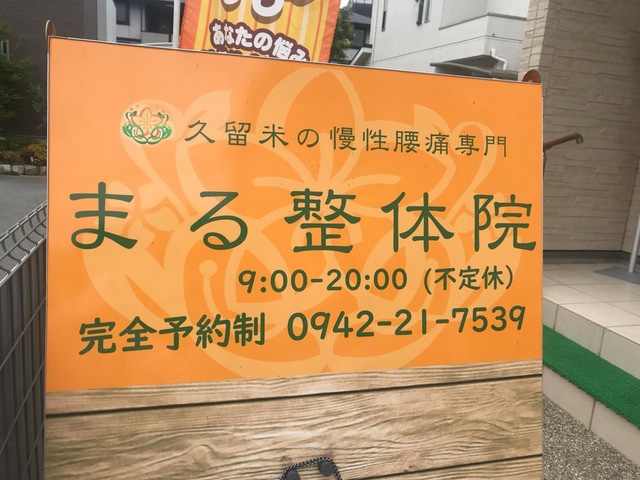 あなたの悩み
久留米の慢性腰痛専門
まる整体院
9:00-20:00 (不定休)
完全予約制 0942-21-7539